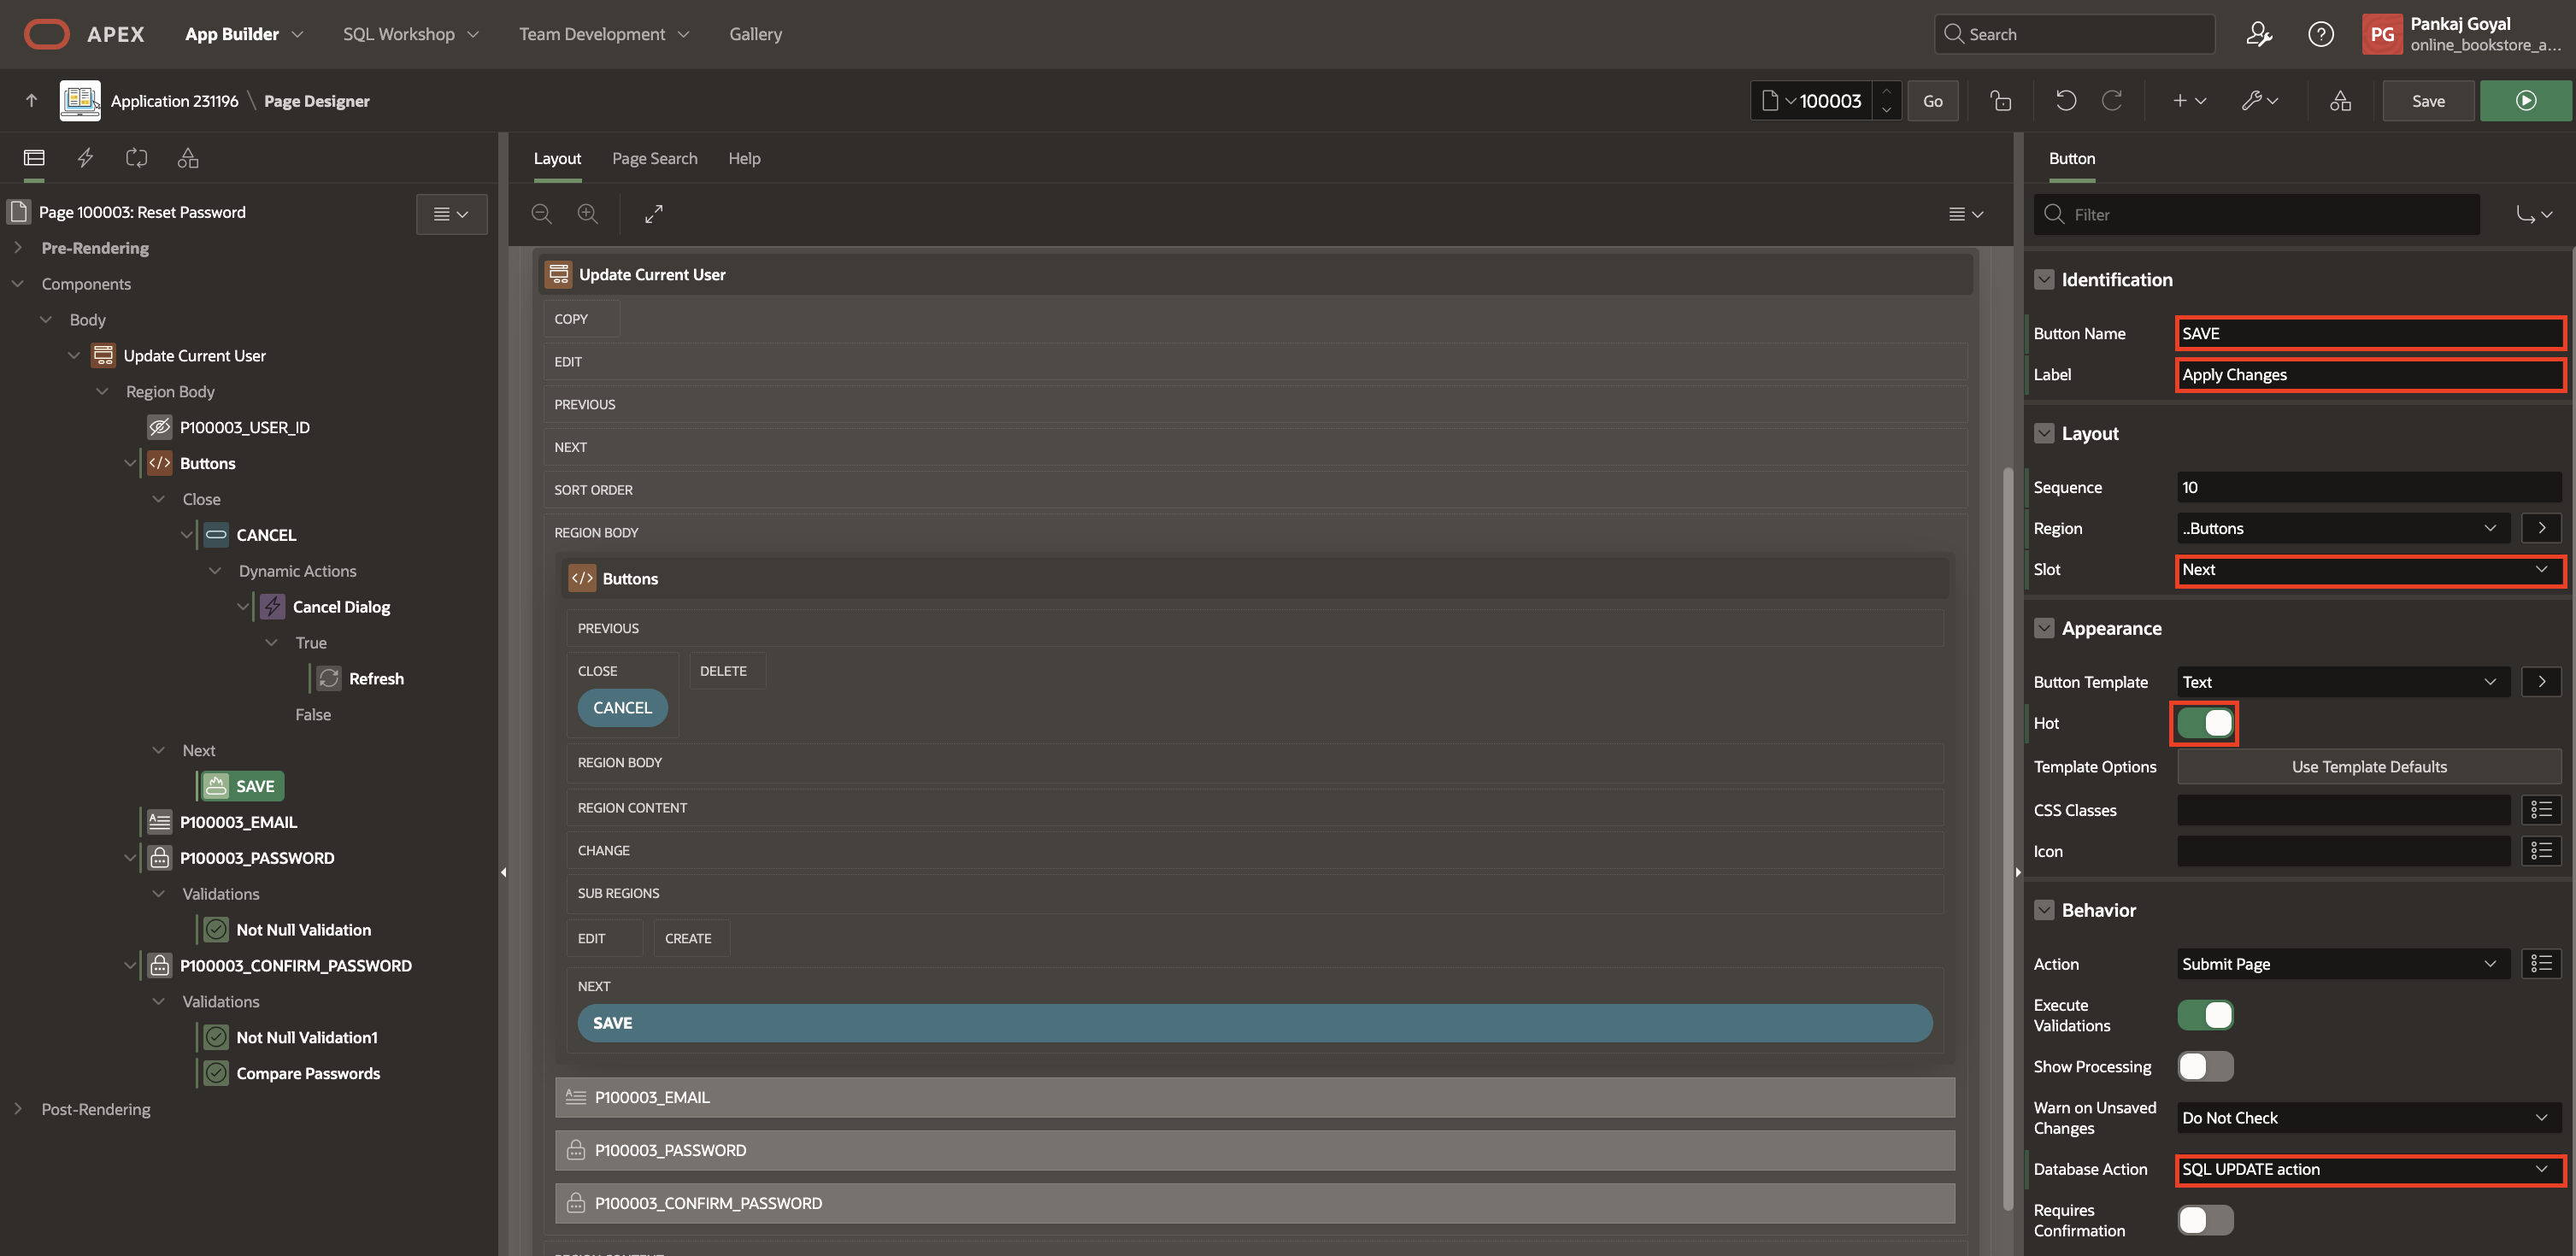 APEX App Builder SQL Workshop Team Development Gallery Search PG Pankaj Goyal
online_bookstore_a...
Application 231196 \ Page Designer 100003 Go Save
Layout Page Search Help
Button
Page 100003: Reset Password
Pre-Rendering
Components
Body
Update Current User
Region Body
P100003_USER_ID
Buttons
Close
CANCEL
Dynamic Actions
Cancel Dialog
True
Refresh
False
Next
SAVE
P100003_EMAIL
P100003_PASSWORD
Validations
Not Null Validation
P100003_CONFIRM_PASSWORD
Validations
Not Null Validation1
Compare Passwords
Post-Rendering
Update Current User
COPY
EDIT
PREVIOUS
NEXT
SORT ORDER
REGION BODY
Buttons
PREVIOUS
CLOSE DELETE
CANCEL
REGION BODY
REGION CONTENT
CHANGE
SUB REGIONS
EDIT CREATE
NEXT
SAVE
P100003_EMAIL
P100003_PASSWORD
P100003_CONFIRM_PASSWORD
Filter
Identification
Button Name SAVE
Label Apply Changes
Layout
Sequence 10
Region ..Buttons
Slot Next
Appearance
Button Template Text
Hot
Template Options Use Template Defaults
CSS Classes
Icon
Behavior
Action Submit Page
Execute
Validations
Show Processing
Warn on Unsaved
Changes Do Not Check
Database Action SQL UPDATE action
Requires
Confirmation